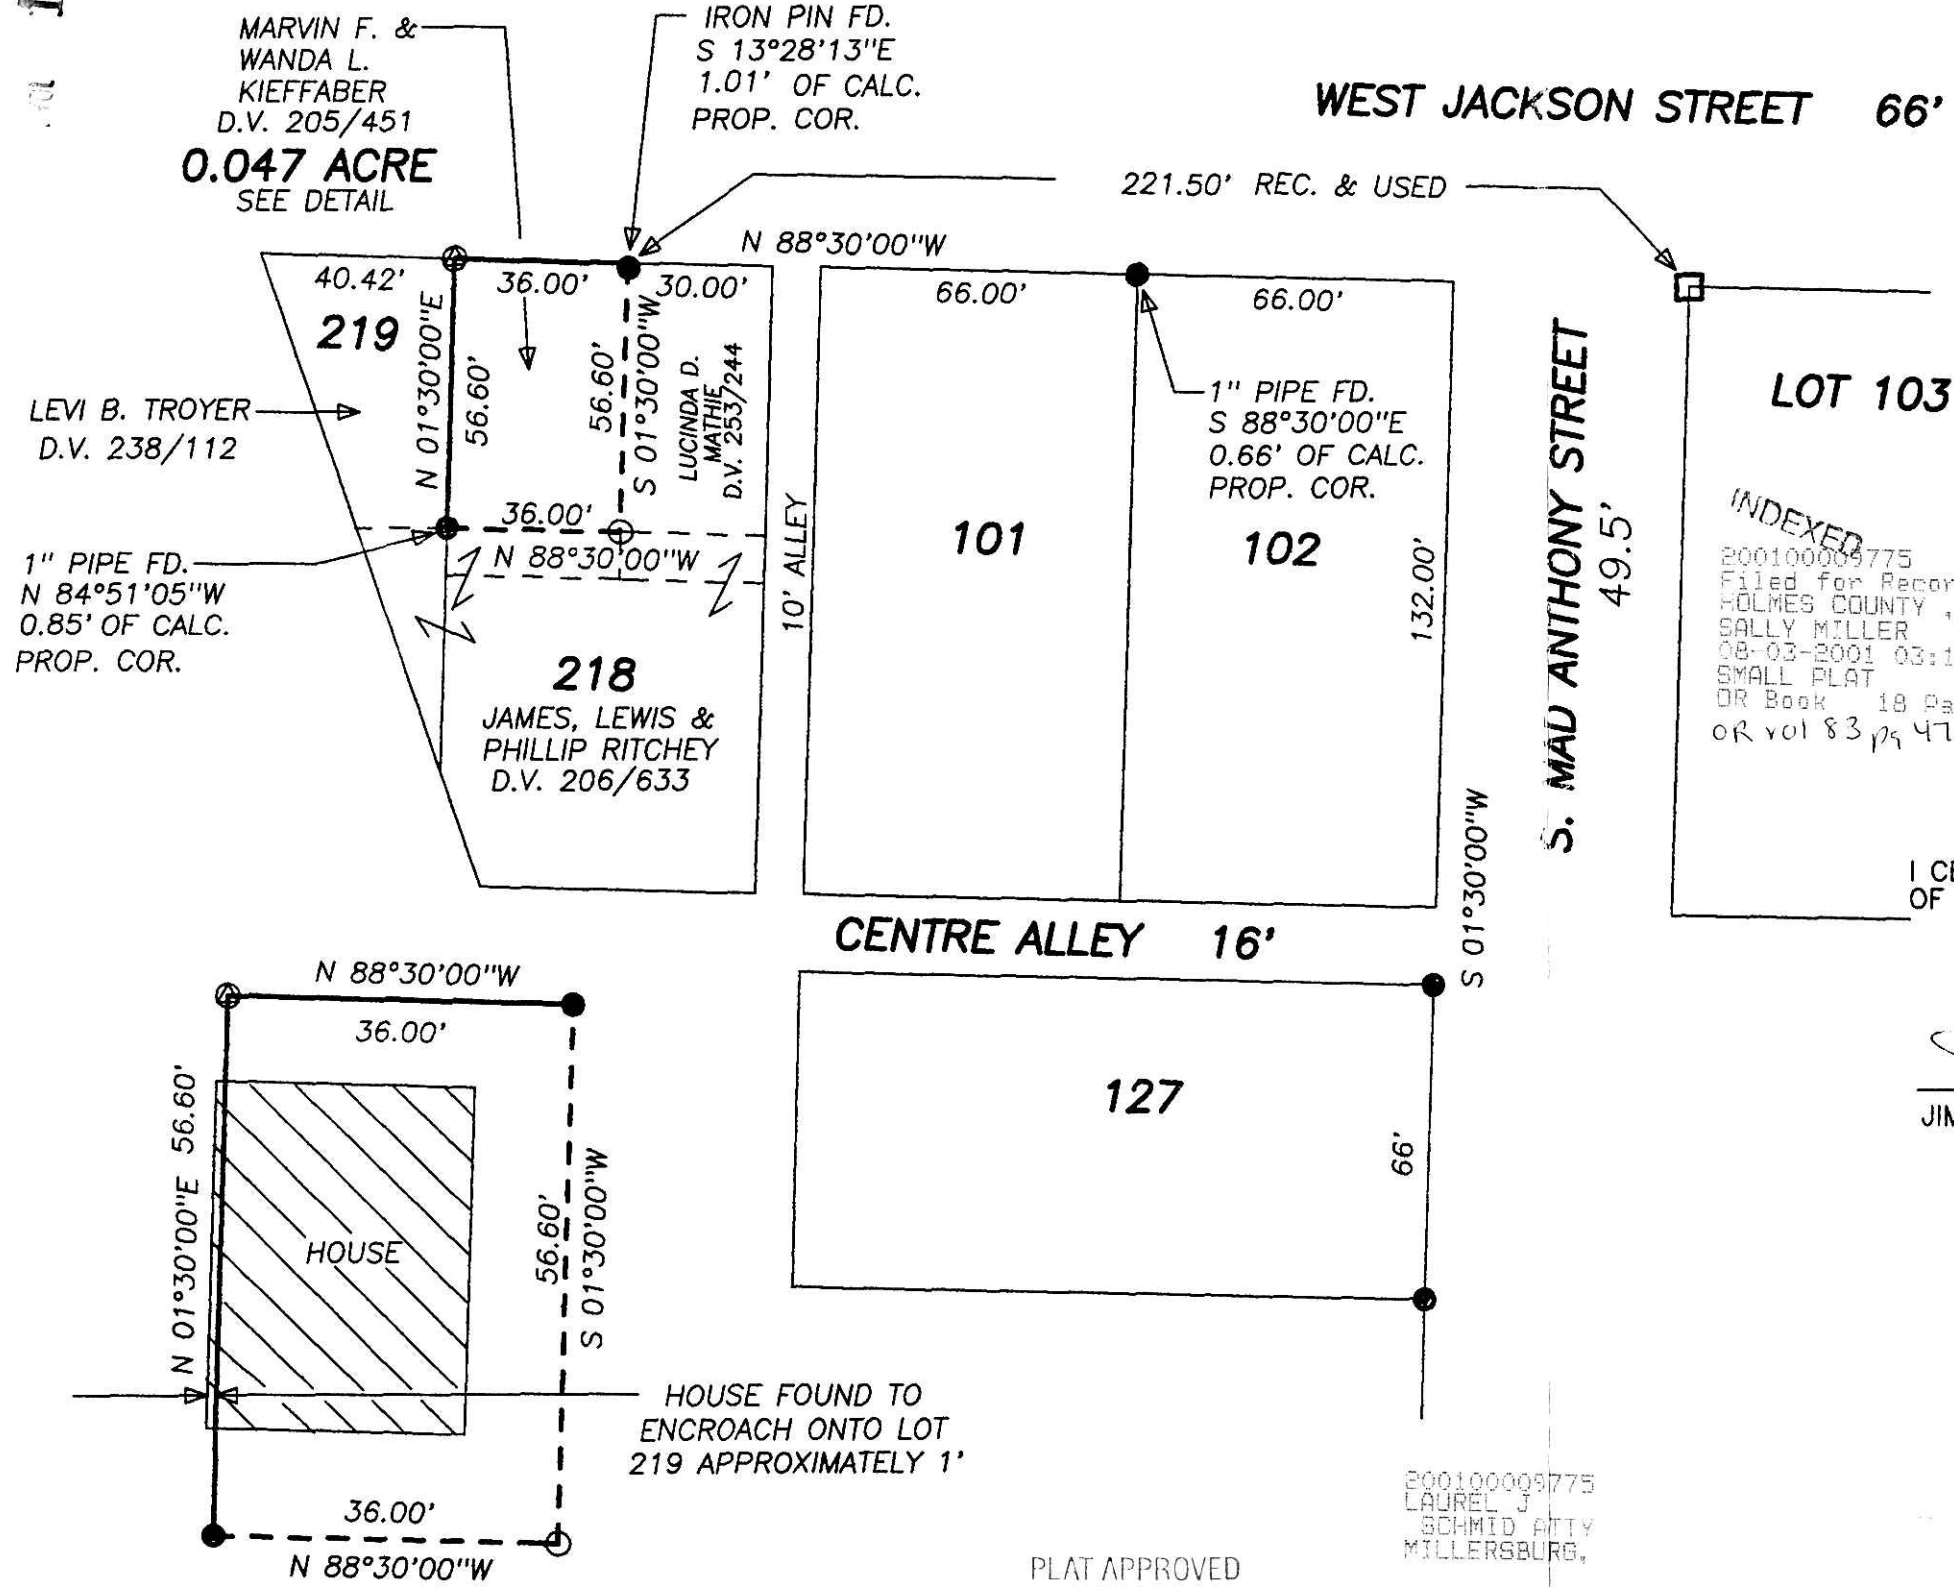 MARVIN F. &
WANDA L.
KIEFFABER
D.V. 205/451
0.047 ACRE
SEE DETAIL
IRON PIN FD.
S 13°28'13"E
1.01' OF CALC.
PROP. COR.
WEST JACKSON STREET 66'
221.50' REC. & USED
N 88°30'00"W
40.42'
36.00'
30.00'
66.00'
66.00'
219
N 01°30'00"E
56.60'
56.60'
S 01°30'00"W
LUCINDA D.
MATHIE
D.V. 253/244
LEVI B. TROYER
D.V. 238/112
1" PIPE FD.
S 88°30'00"E
0.66' OF CALC.
PROP. COR.
LOT 103
S. MAD ANTHONY STREET
49.5'
101
102
132.00'
10' ALLEY
36.00'
N 88°30'00"W
1" PIPE FD.
N 84°51'05"W
0.85' OF CALC.
PROP. COR.
218
JAMES, LEWIS &
PHILLIP RITCHEY
D.V. 206/633
INDEXED
200100009775
Filed for Recor
HOLMES COUNTY ,
SALLY MILLER
08-03-2001 03:1
SMALL PLAT
OR Book 18 Pa
OR vol 83 pg 47
S 01°30'00"W
I CE
OF
CENTRE ALLEY 16'
127
66'
JIM
N 88°30'00"W
36.00'
N 01°30'00"E 56.60'
HOUSE
56.60'
S 01°30'00"W
HOUSE FOUND TO
ENCROACH ONTO LOT
219 APPROXIMATELY 1'
36.00'
N 88°30'00"W
200100009775
LAUREL J
SCHMID ATTY
MILLERSBURG,
PLAT APPROVED